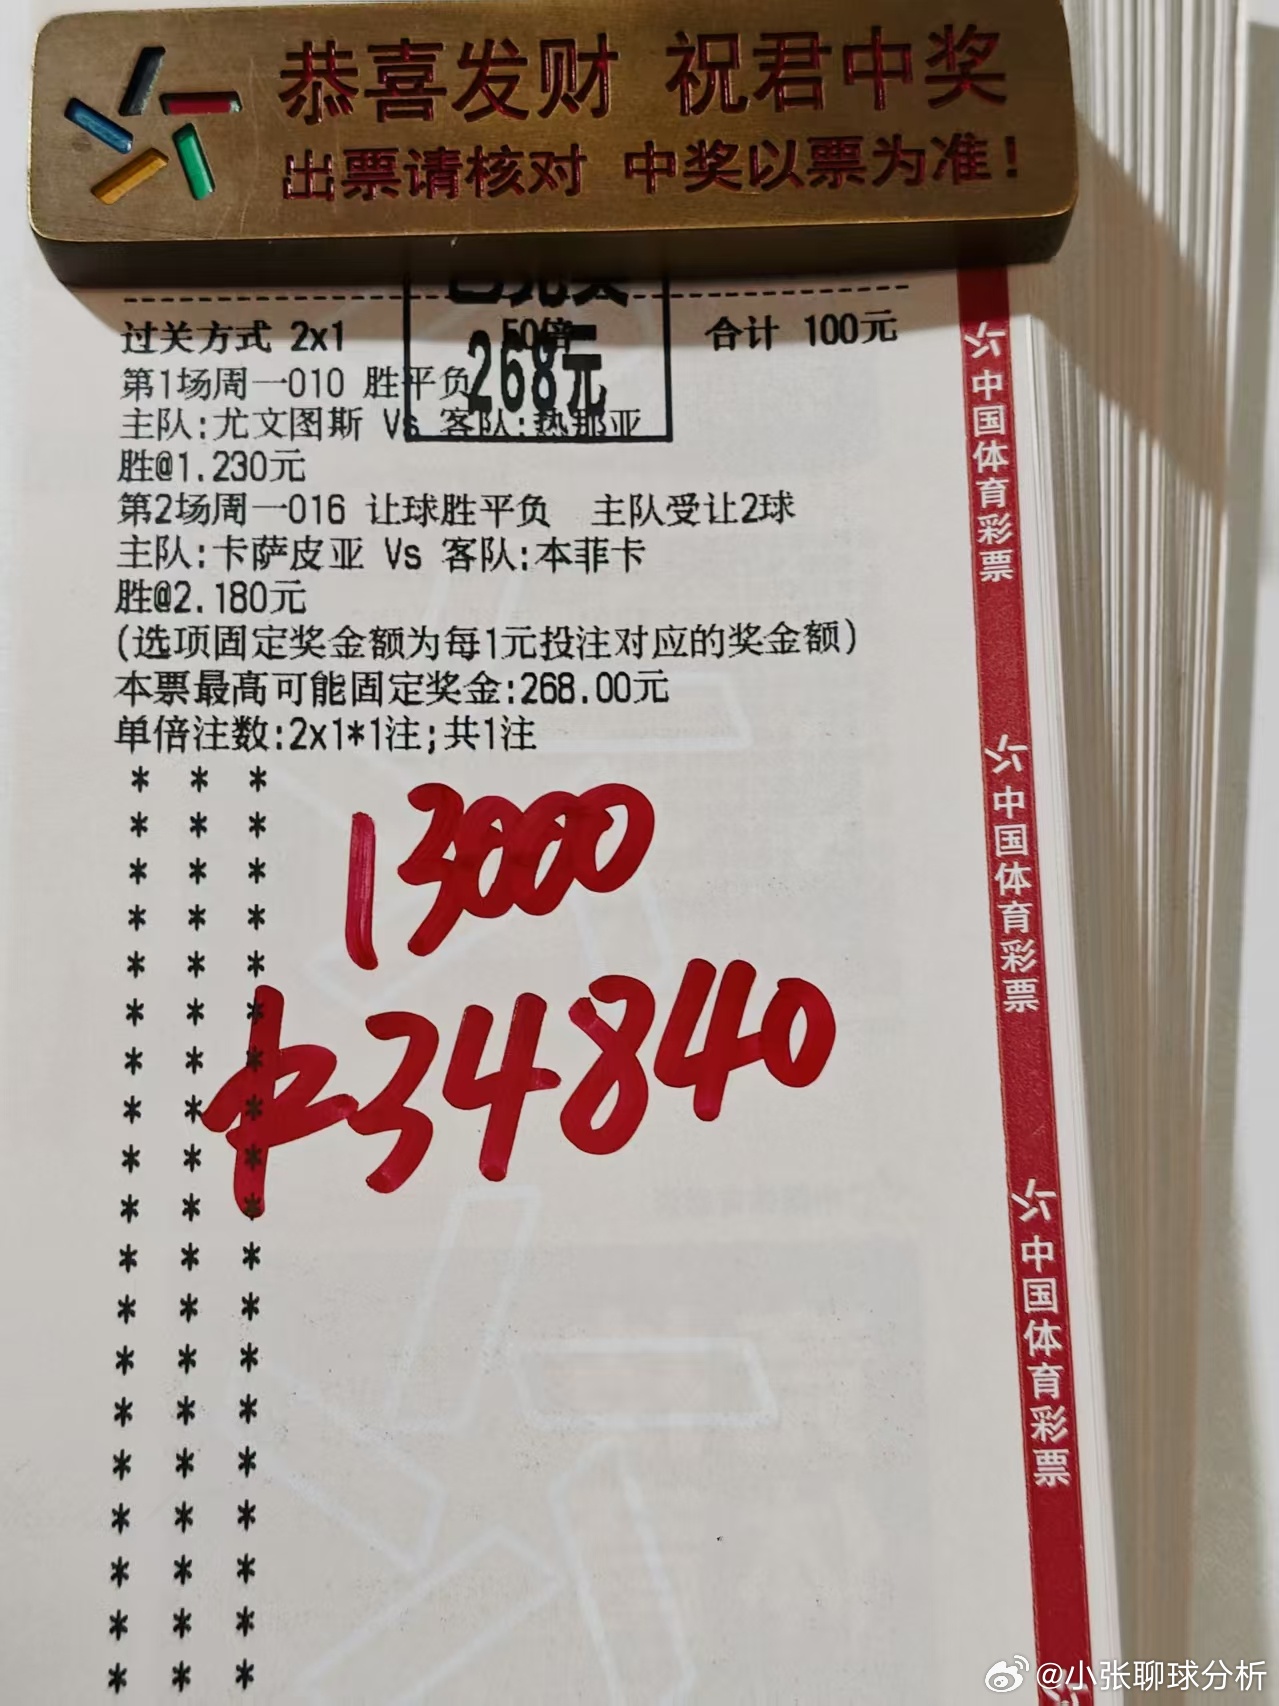 恭喜发财 祝君中奖
出票请核对 中奖以票为准!
已兑奖
268元
过关方式 2x1 50倍 合计 100元
第1场周一010 胜平负
主队:尤文图斯 Vs 客队:热那亚
胜@1.230元
第2场周一016 让球胜平负 主队受让2球
主队:卡萨皮亚 Vs 客队:本菲卡
胜@2.180元
(选项固定奖金额为每1元投注对应的奖金额)
本票最高可能固定奖金:268.00元
单倍注数:2x1*1注;共1注
13000
中34840
中国体育彩票
中国体育彩票
中国体育彩票
@小张聊球分析